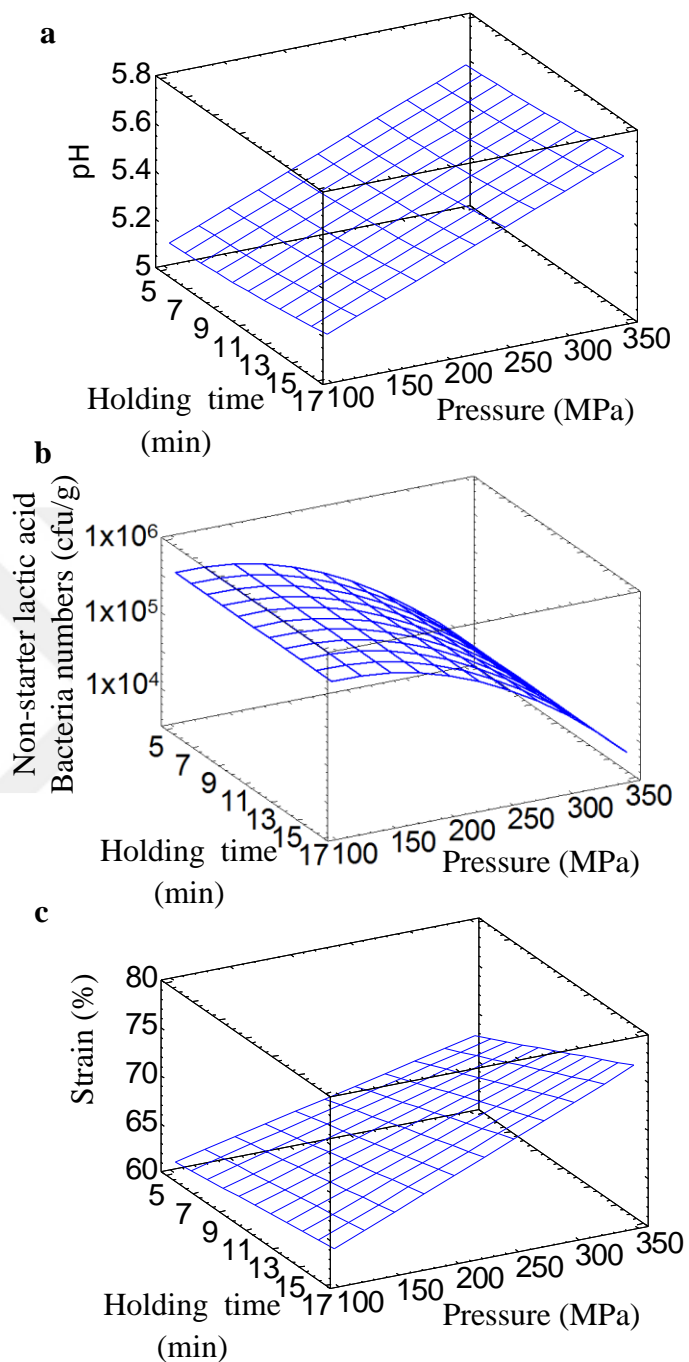 a
pH
5.8
5.6
5.4
5.2
5
5 7 9 11 13 15 17
100 150 200 250 300 350
Holding time
(min)
Pressure (MPa)
b
Non-starter lactic acid
Bacteria numbers (cfu/g)
1x10⁶
1x10⁵
1x10⁴
5 7 9 11 13 15 17
100 150 200 250 300 350
Holding time
(min)
Pressure (MPa)
c
Strain (%)
80
75
70
65
60
5 7 9 11 13 15 17
100 150 200 250 300 350
Holding time
(min)
Pressure (MPa)